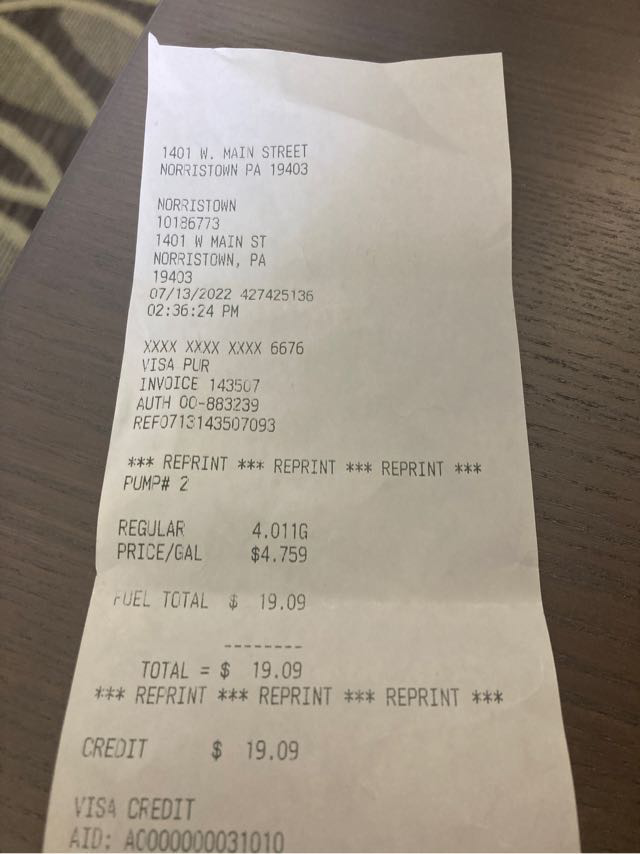 1401 W. MAIN STREET
NORRISTOWN PA 19403
NORRISTOWN
10186773
1401 W MAIN ST
NORRISTOWN, PA
19403
07/13/2022 427425136
02:36:24 PM
XXXX XXXX XXXX 6676
VISA PUR
INVOICE 143507
AUTH 00-883239
REF0713143507093
*** REPRINT *** REPRINT *** REPRINT ***
PUMP# 2
REGULAR 4.011G
PRICE/GAL $4.759
FUEL TOTAL $ 19.09
--------
TOTAL = $ 19.09
*** REPRINT *** REPRINT *** REPRINT ***
CREDIT $ 19.09
VISA CREDIT
AID: A0000000031010